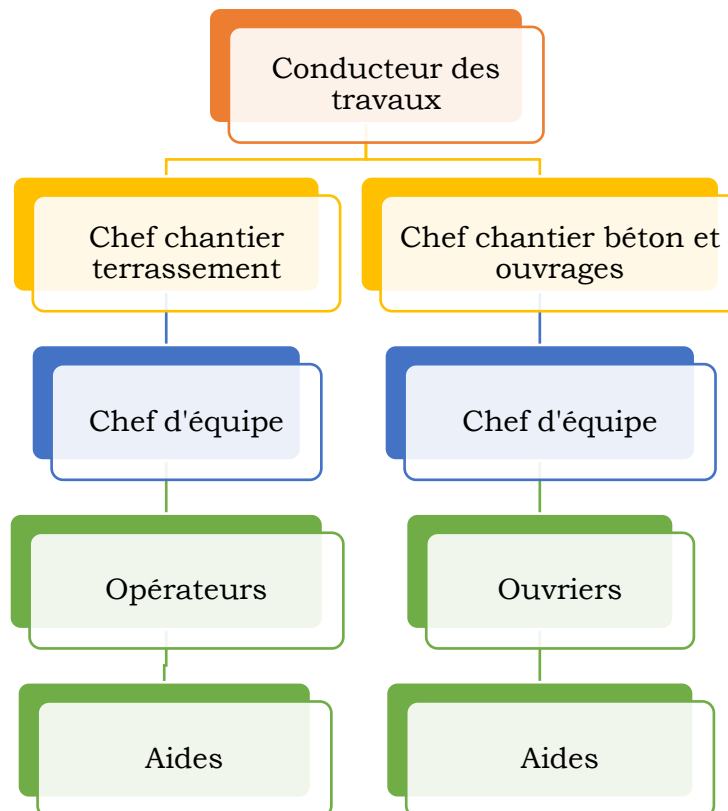 Conducteur des
travaux
Chef chantier
terrassement
Chef chantier béton et
ouvrages
Chef d'équipe
Chef d'équipe
Opérateurs
Ouvriers
Aides
Aides